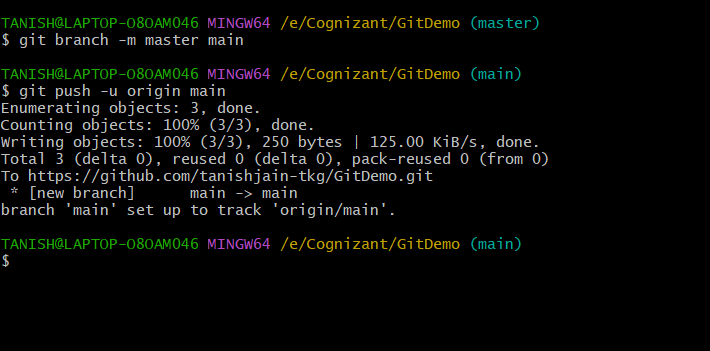 TANISH@LAPTOP-O8OAM046 MINGW64 /e/Cognizant/GitDemo (master)
$ git branch -m master main
TANISH@LAPTOP-O8OAM046 MINGW64 /e/Cognizant/GitDemo (main)
$ git push -u origin main
Enumerating objects: 3, done.
Counting objects: 100% (3/3), done.
Writing objects: 100% (3/3), 250 bytes | 125.00 KiB/s, done.
Total 3 (delta 0), reused 0 (delta 0), pack-reused 0 (from 0)
To https://github.com/tanishjain-tkg/GitDemo.git
 * [new branch]      main -> main
branch 'main' set up to track 'origin/main'.
TANISH@LAPTOP-O8OAM046 MINGW64 /e/Cognizant/GitDemo (main)
$